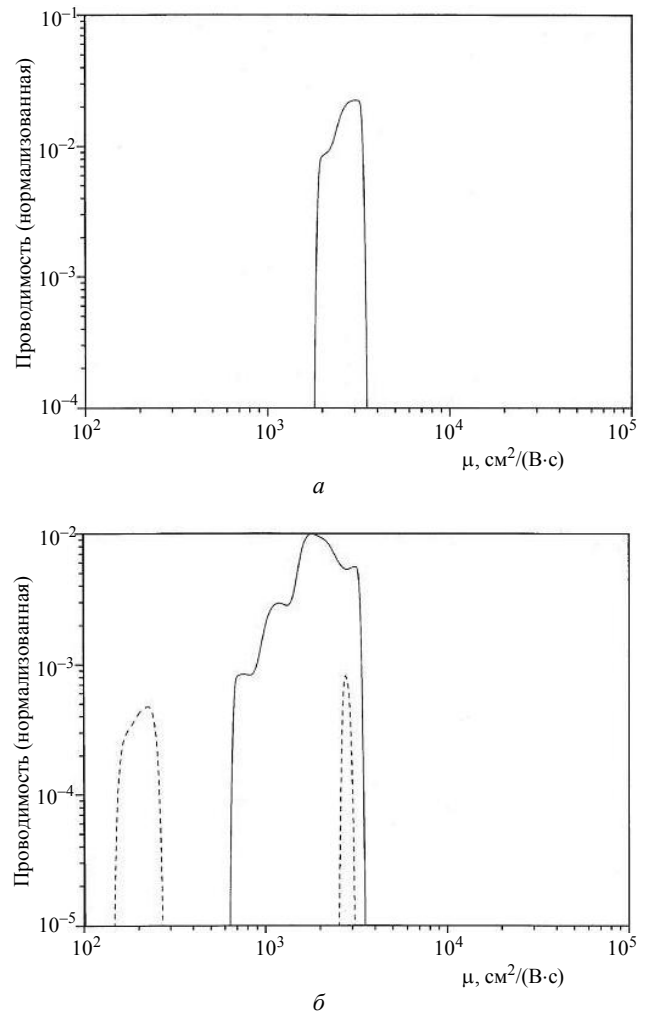 Проводимость (нормализованная)
10⁻¹
10⁻²
10⁻³
10⁻⁴
10² 10³ 10⁴ 10⁵
μ, см²/(В·с)
а
Проводимость (нормализованная)
10⁻²
10⁻³
10⁻⁴
10⁻⁵
10² 10³ 10⁴ 10⁵
μ, см²/(В·с)
б